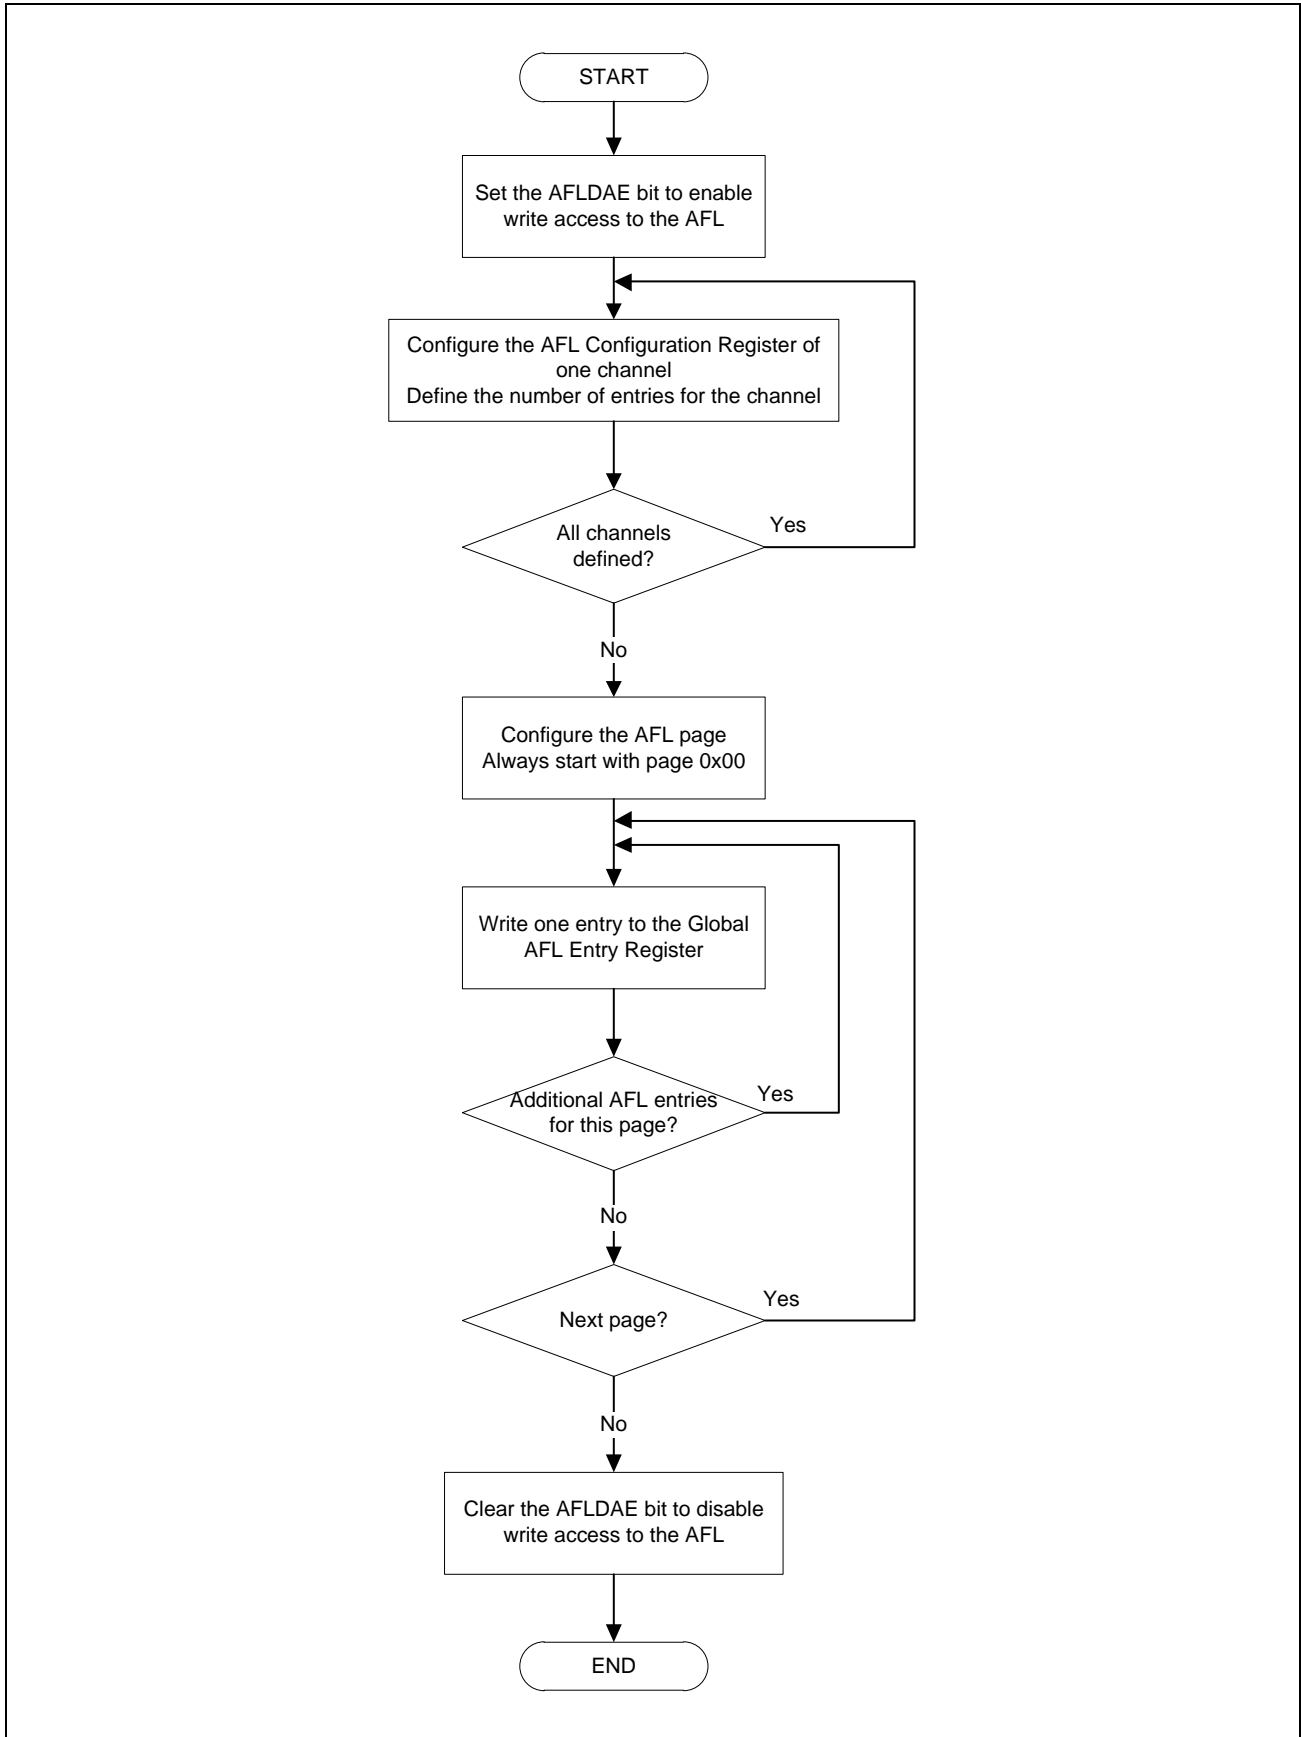 START
Set the AFLDAE bit to enable
write access to the AFL
Configure the AFL Configuration Register of
one channel
Define the number of entries for the channel
All channels
defined?
Yes
No
Configure the AFL page
Always start with page 0x00
Write one entry to the Global
AFL Entry Register
Additional AFL entries
for this page?
Yes
No
Next page?
Yes
No
Clear the AFLDAE bit to disable
write access to the AFL
END